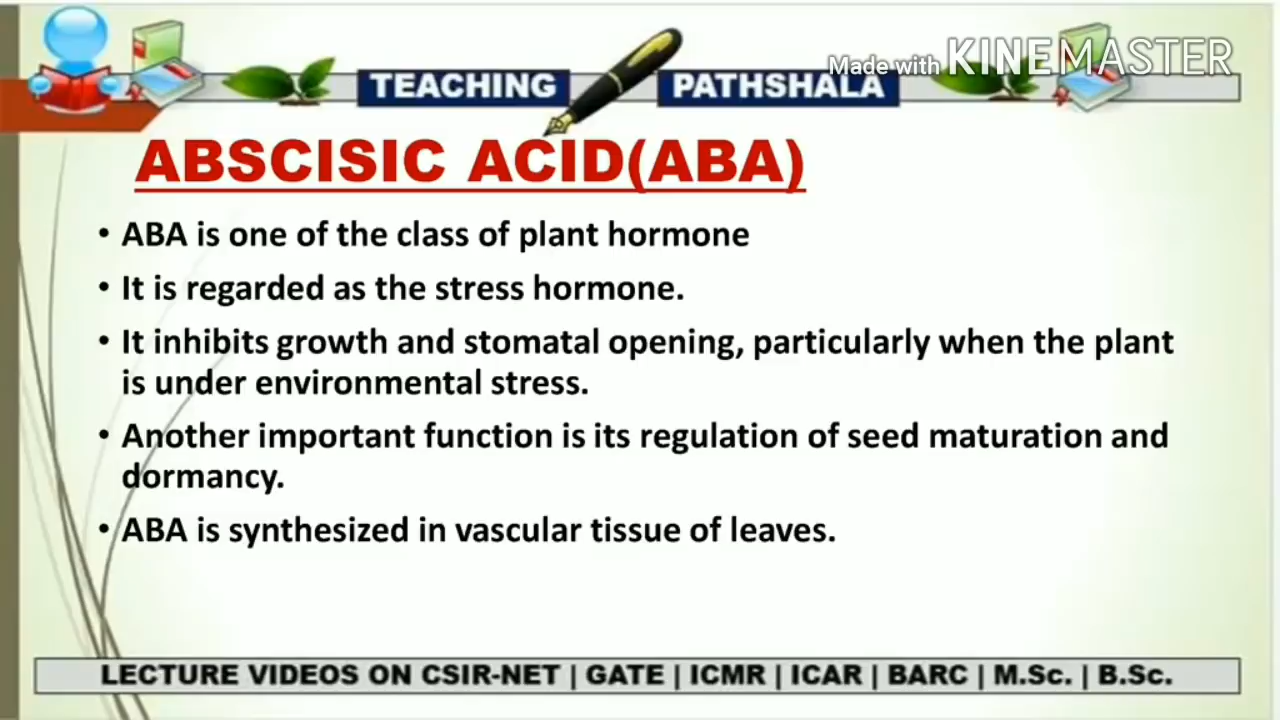 Made with KINEMASTER
TEACHING PATHSHALA
ABSCISIC ACID(ABA)
• ABA is one of the class of plant hormone
• It is regarded as the stress hormone.
• It inhibits growth and stomatal opening, particularly when the plant
is under environmental stress.
• Another important function is its regulation of seed maturation and
dormancy.
• ABA is synthesized in vascular tissue of leaves.
LECTURE VIDEOS ON CSIR-NET | GATE | ICMR | ICAR | BARC | M.Sc. | B.Sc.